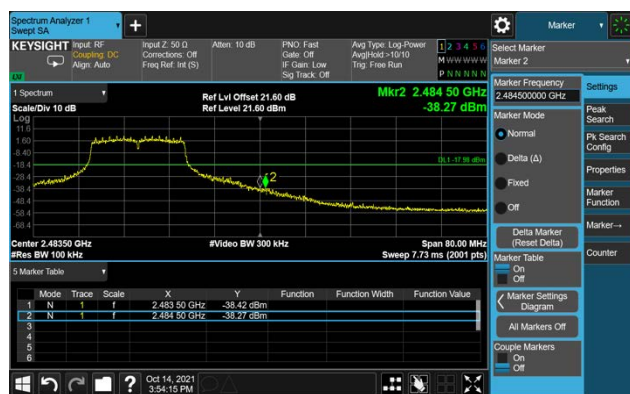 Spectrum Analyzer 1
Swept SA
Marker
KEYSIGHT
Input: RF
Coupling: DC
Align: Auto
Input Z: 50 Ω
Corrections: Off
Freq Ref: Int (S)
Atten: 10 dB
PNO: Fast
Gate: Off
IF Gain: Low
Sig Track: Off
Avg Type: Log-Power
Avg|Hold:>10/10
Trig: Free Run
1 2 3 4 5 6
M W W W W W
P N N N N N
LV
Select Marker
Marker 2
1 Spectrum
Scale/Div 10 dB
Ref Lvl Offset 21.60 dB
Ref Level 21.60 dBm
Mkr2 2.484 50 GHz
-38.27 dBm
Log
11.6
1.60
-8.40
-18.4
-28.4
-38.4
-48.4
-58.4
-68.4
DL1 -17.98 dBm
2
Center 2.48350 GHz
#Res BW 100 kHz
#Video BW 300 kHz
Span 80.00 MHz
Sweep 7.73 ms (2001 pts)
5 Marker Table
Mode Trace Scale X Y Function Function Width Function Value
1 N 1 f 2.483 50 GHz -38.42 dBm
2 N 1 f 2.484 50 GHz -38.27 dBm
3
4
5
6
Oct 14, 2021
3:54:15 PM
Marker Frequency
2.484500000 GHz
Marker Mode
Normal
Delta (Δ)
Fixed
Off
Delta Marker
(Reset Delta)
Marker Table
On
Off
Marker Settings
Diagram
All Markers Off
Couple Markers
On
Off
Settings
Peak
Search
Pk Search
Config
Properties
Marker
Function
Marker→
Counter